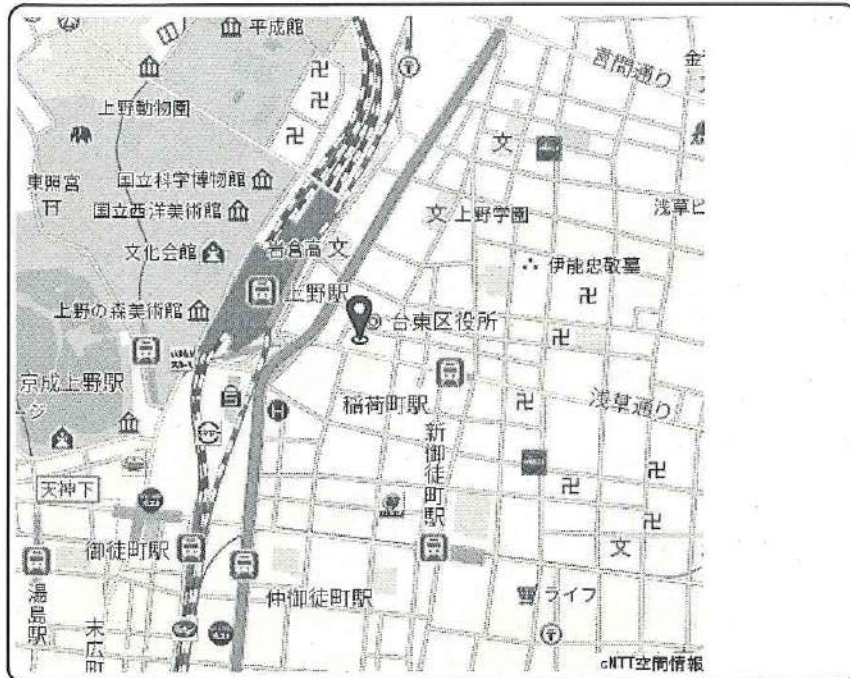 平成館
上野動物園
東照宮
国立科学博物館
国立西洋美術館
文化会館
上野の森美術館
岩倉高
文
上野駅
台東区役所
言問通り
文
文 上野学園
浅草ビ
伊能忠敬墓
京成上野駅
稲荷町駅
浅草通り
新御徒町駅
天神下
御徒町駅
仲御徒町駅
湯島駅
末広町
文
ライフ
H
©NTT空間情報